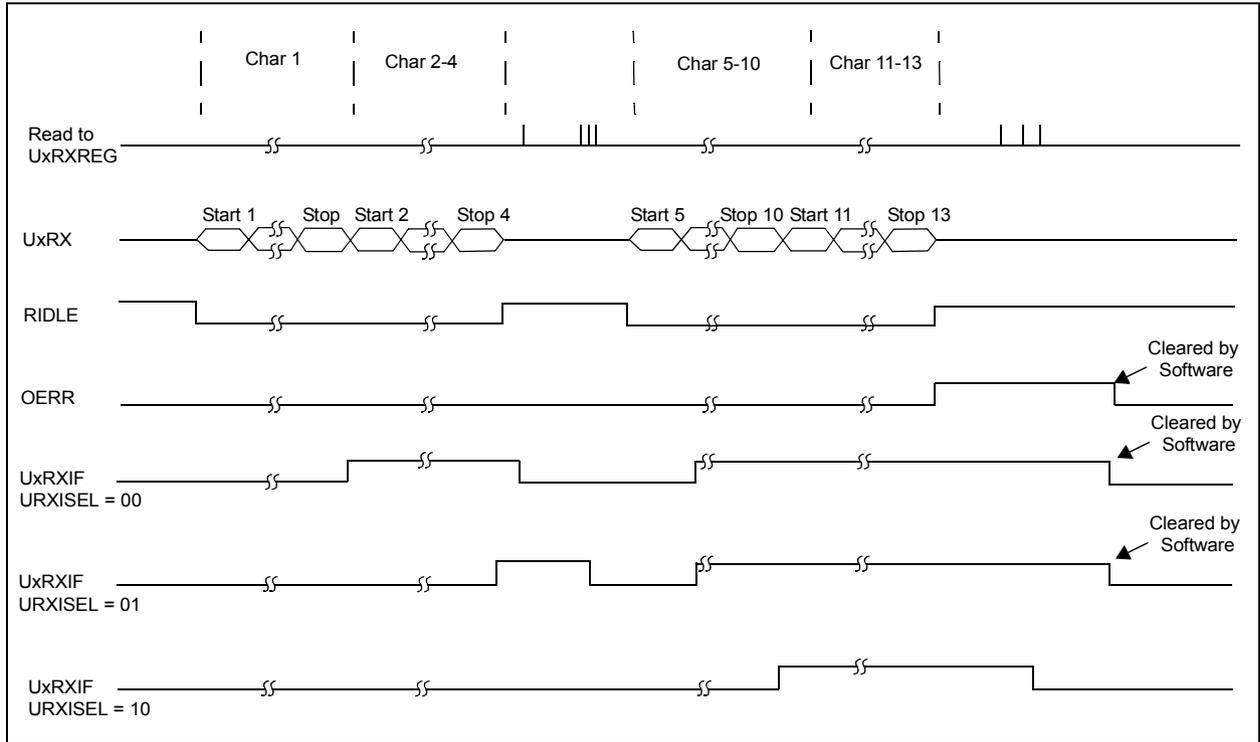 Char 1
Char 2-4
Char 5-10
Char 11-13
Read to
UxRXREG
Start 1
Stop
Start 2
Stop 4
Start 5
Stop 10
Start 11
Stop 13
UxRX
RIDLE
Cleared by
Software
OERR
Cleared by
Software
UxRXIF
URXISEL = 00
Cleared by
Software
UxRXIF
URXISEL = 01
UxRXIF
URXISEL = 10